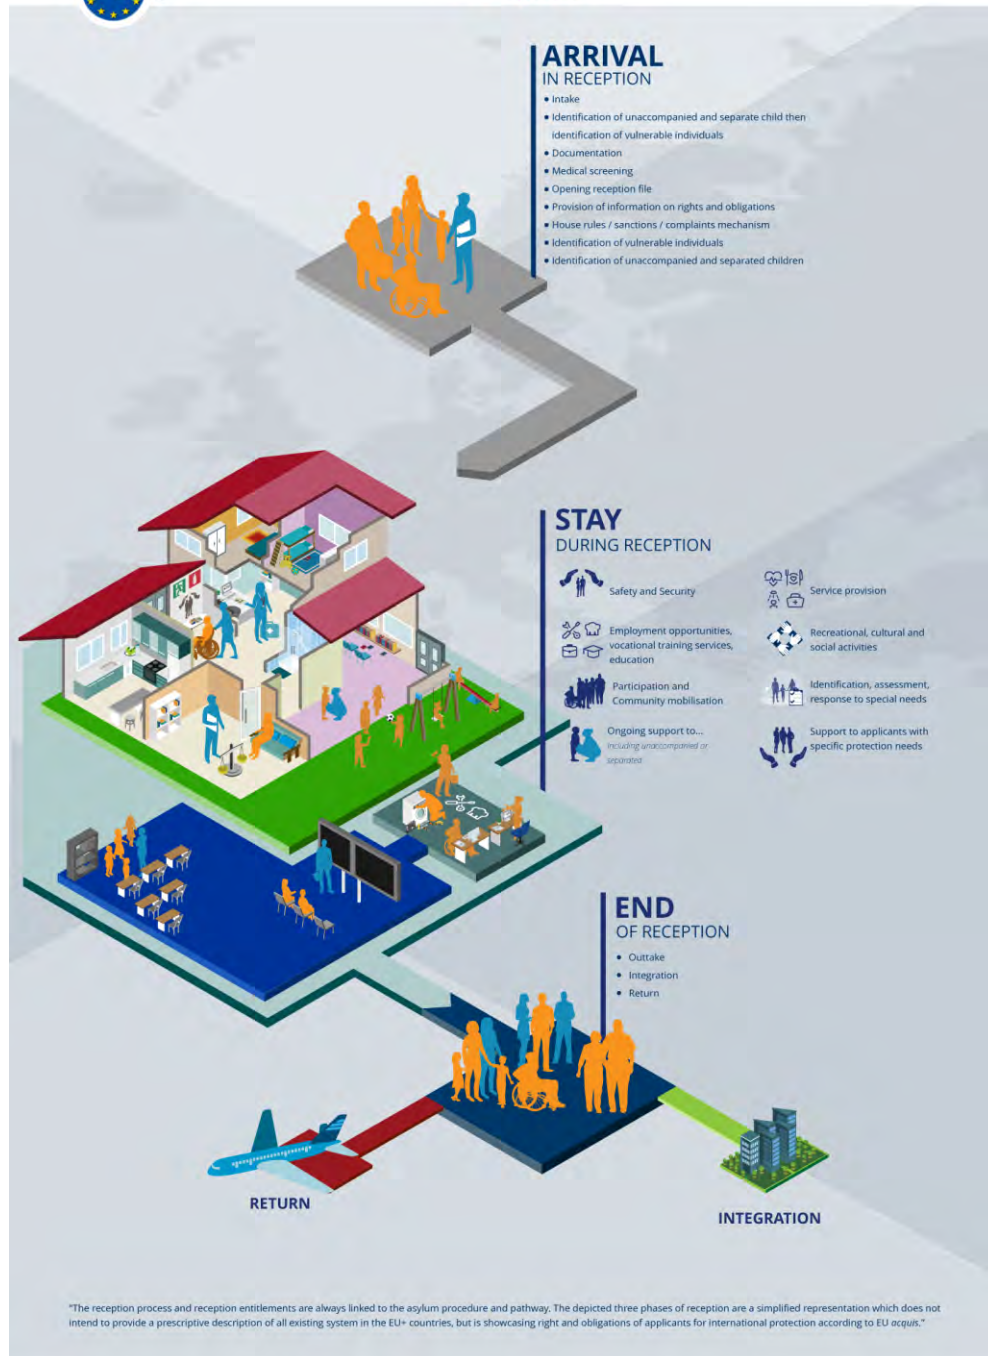 ARRIVAL
IN RECEPTION
• Intake
• Identification of unaccompanied and separate child then
identification of vulnerable individuals
• Documentation
• Medical screening
• Opening reception file
• Provision of information on rights and obligations
• House rules / sanctions / complaints mechanism
• Identification of vulnerable individuals
• Identification of unaccompanied and separated children
STAY
DURING RECEPTION
Safety and Security
Service provision
Employment opportunities,
vocational training services,
education
Recreational, cultural and
social activities
Participation and
Community mobilisation
Identification, assessment,
response to special needs
Ongoing support to...
Including unaccompanied or
separated
Support to applicants with
specific protection needs
END
OF RECEPTION
• Outtake
• Integration
• Return
RETURN
INTEGRATION
"The reception process and reception entitlements are always linked to the asylum procedure and pathway. The depicted three phases of reception are a simplified representation which does not
intend to provide a prescriptive description of all existing system in the EU+ countries, but is showcasing right and obligations of applicants for international protection according to EU acquis."